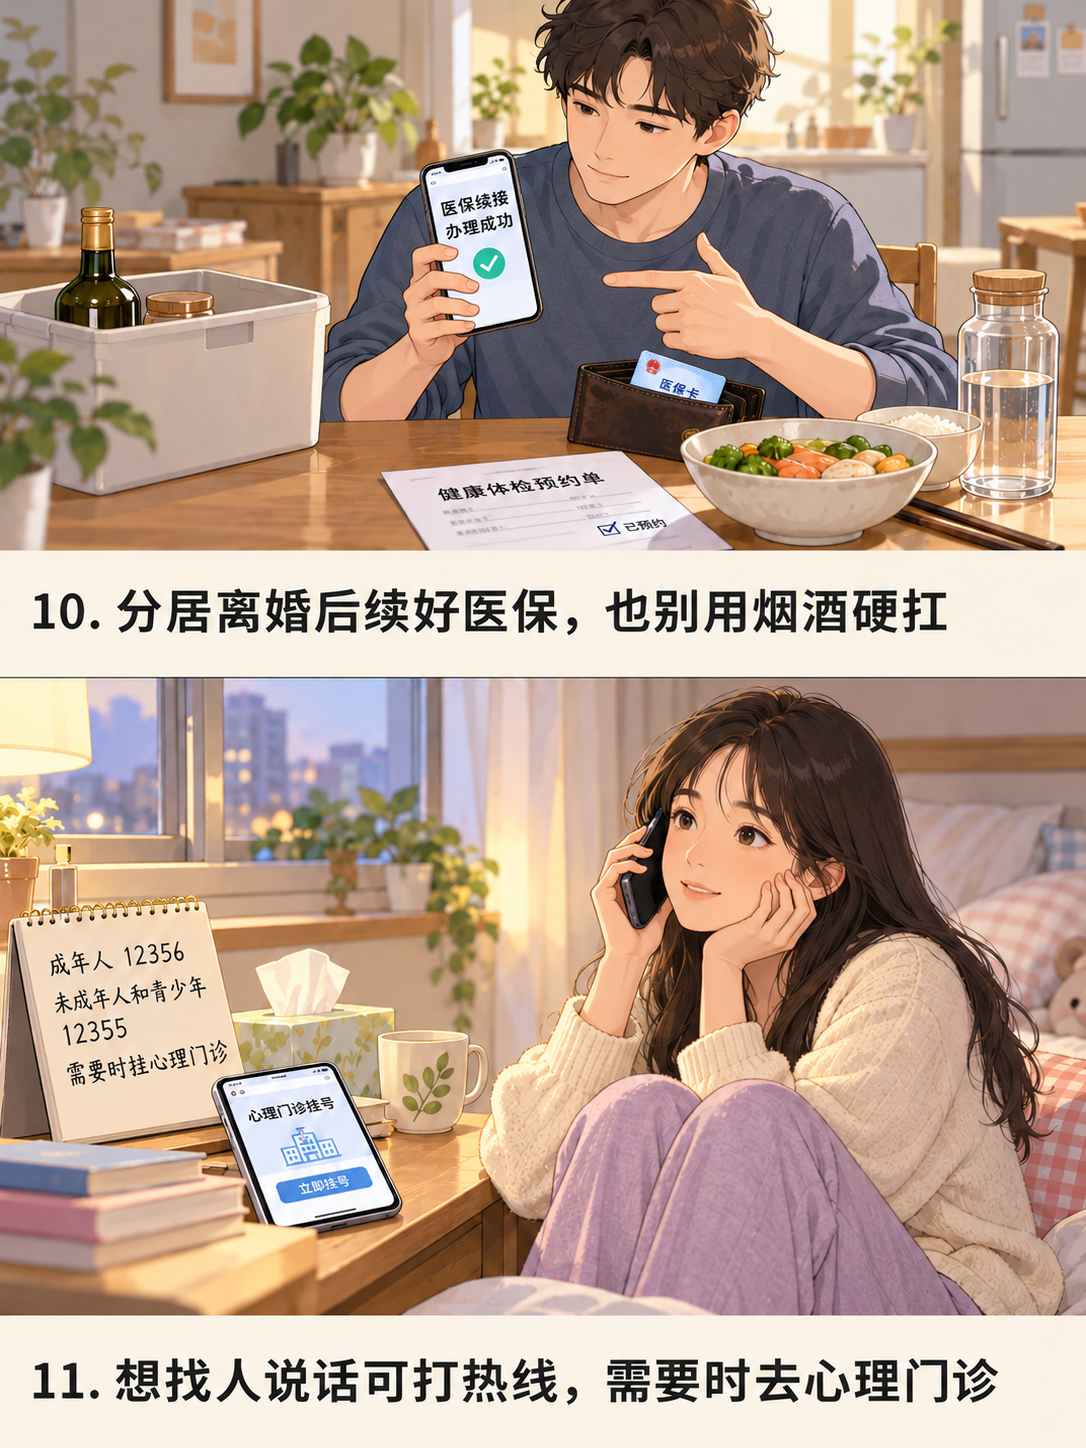 医保续接
办理成功
医保卡
健康体检预约单
已预约
10. 分居离婚后续好医保，也别用烟酒硬扛
成年人 12356
未成年人和青少年
12355
需要时挂心理门诊
心理门诊挂号
立即挂号
11. 想找人说话可打热线，需要时去心理门诊